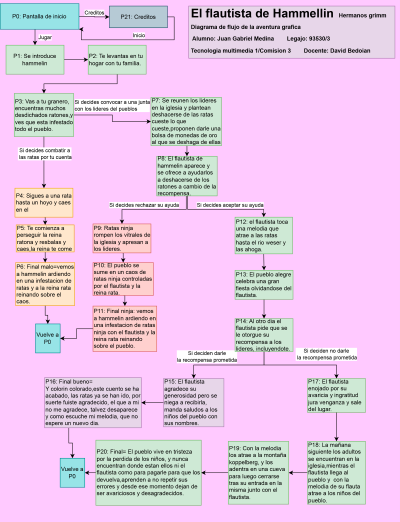 El flautista de Hammellin Hermanos grimm
Diagrama de flujo de la aventura grafica
Alumno: Juan Gabriel Medina Legajo: 93530/3
Tecnologia multimedia 1/Comision 3 Docente: David Bedoian
P0: Pantalla de inicio
Creditos
P21: Creditos
Inicio
Jugar
P1: Se introduce
hammelin
P2: Te levantas en tu
hogar con tu familia.
P3: Vas a tu granero,
encuentras muchos
desdichados ratones,y
ves que esta infestado
todo el pueblo.
Si decides convocar a una junta
con los lideres del pueblos
P7: Se reunen los lideres
en la iglesia y plantean
deshacerse de las ratas
cueste lo que
cueste,proponen darle una
bolsa de monedas de oro
al que se deshaga de ellas
Si decides combatir a
las ratas por tu cuenta
P8: El flautista de
hammelin aparece y
se ofrece a ayudarlos
a deshacerse de los
ratones a cambio de la
recompensa.
Si decides rechazar su ayuda
Si decides aceptar su ayuda
P4: Sigues a una rata
hasta un hoyo y caes
en el
P5: Te comienza a
perseguir la reina
raton y resbalas y
caes,la reina te come
P6: Final malo=vemos
a hammelin ardiendo
en una infestacion de
ratas y a la reina rata
reinando sobre el
caos.
Vuelve a
P0
P9: Ratas ninja
rompen los vitrales de
la iglesia y apresan a
los lideres.
P10: El pueblo se
sume en un caos de
ratas ninja controladas
por el flautista y la
reina rata.
P11: Final ninja: vemos
a hammelin ardiendo en
una infestacion de ratas
ninja con el flautista y la
reina rata reinando
sobre el pueblo.
P12: el flautista toca
una melodia que
atrae a las ratas
hasta el rio weser y
las ahoga.
P13: El pueblo alegre
celebra una gran
fiesta olvidandose del
flautista.
P14: Al otro dia el
flautista pide que se
le otorgue su
recompensa a los
lideres, incluyendote.
Si deciden darle
la recompensa prometida
Si deciden no darle
la recompensa prometida
P16: Final bueno=
Y colorin colorado,este cuento se ha
acabado, las ratas ya se han ido, por
suerte fuiste agradecido, el que a mi
no me agradece, talvez desaparece
y como escuche mi melodia, que no
espere un nuevo dia.
P15: El flautista
agradece su
generosidad pero se
niega a recibirla,
manda saludos a los
niños del pueblo con
sus nombres.
P17: El flautista
enojado por su
avaricia y ingratitud
jura venganza y sale
del lugar.
P18: La mañana
siguiente los adultos
se encuentran en la
iglesia,mientras el
flautista llega al
pueblo y con la
melodia de su flauta
atrae a los niños del
pueblo.
P19: Con la melodia
los atrae a la montaña
koppelberg, y los
adentra en una cueva
para luego cerrarse
tras su entrada en la
misma junto con el
flautista.
P20: Final= El pueblo vive en tristeza
por la perdida de los niños, y nunca
encuentran donde estan ellos ni el
flautista como para pagarle para que los
devuelva,aprenden a no repetir sus
errores y desde ese momento dejan de
ser avariciosos y desagradecidos.
Vuelve a
P0